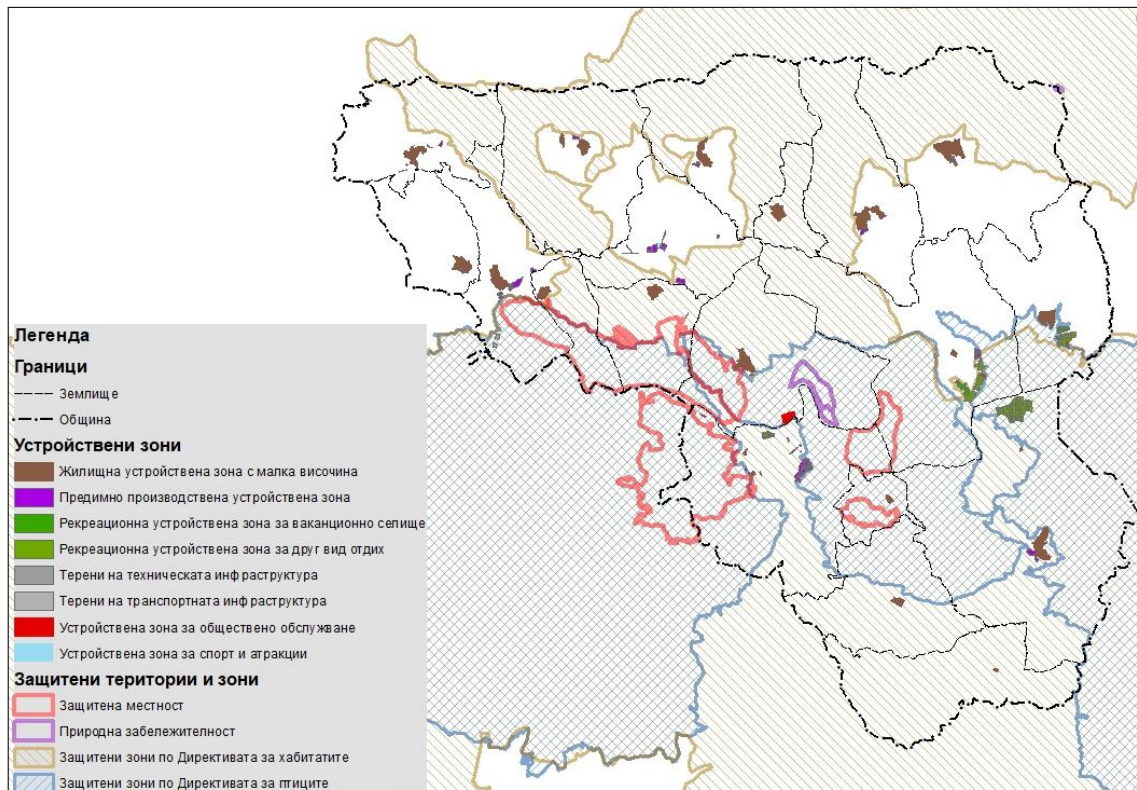 Легенда
Граници
Землище
Община
Устройствени зони
Жилищна устройствена зона с малка височина
Предимно производствена устройствена зона
Рекреационна устройствена зона за ваканционно селище
Рекреационна устройствена зона за друг вид отдих
Терени на техническата инфраструктура
Терени на транспортната инфраструктура
Устройствена зона за обществено обслужване
Устройствена зона за спорт и атракции
Защитени територии и зони
Защитена местност
Природна забележителност
Защитени зони по Директивата за хабитатите
Защитени зони по Директивата за птиците